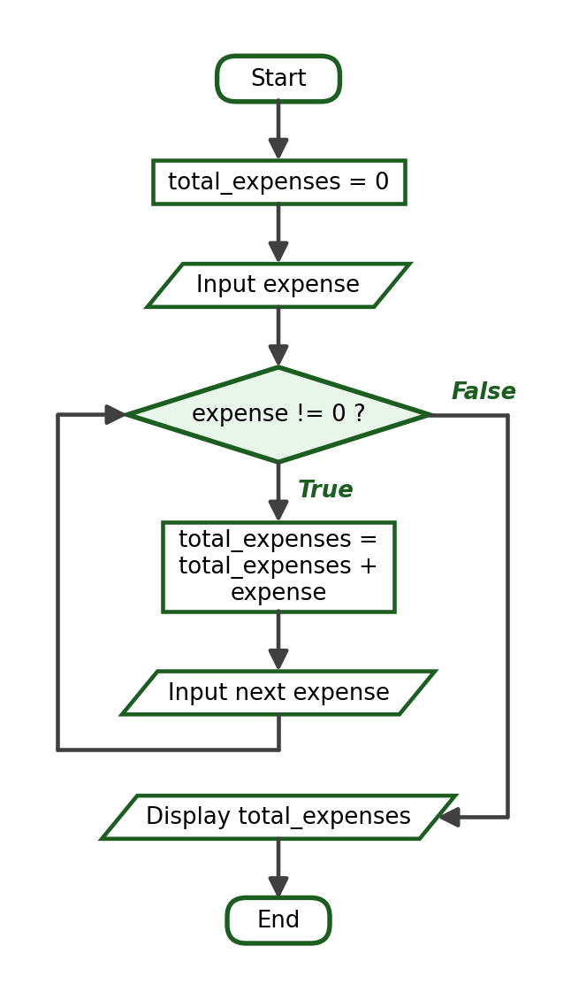 Start
total_expenses = 0
Input expense
expense != 0 ?
False
True
total_expenses =
total_expenses +
expense
Input next expense
Display total_expenses
End